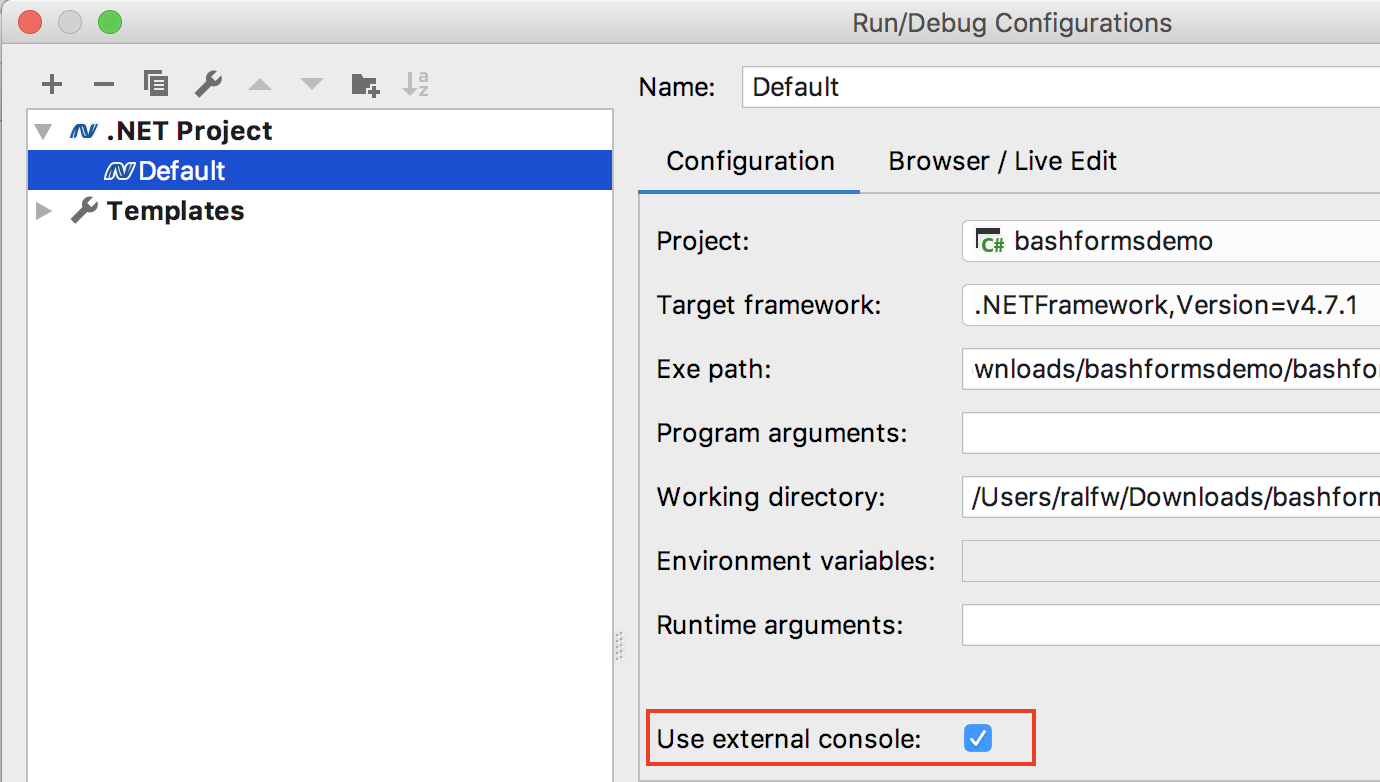 Run/Debug Configurations
Name: Default
.NET Project
Default
Templates
Configuration Browser / Live Edit
Project: C# bashformsdemo
Target framework: .NETFramework,Version=v4.7.1
Exe path: wnloads/bashformsdemo/bashfo
Program arguments:
Working directory: /Users/ralfw/Downloads/bashform
Environment variables:
Runtime arguments:
Use external console: